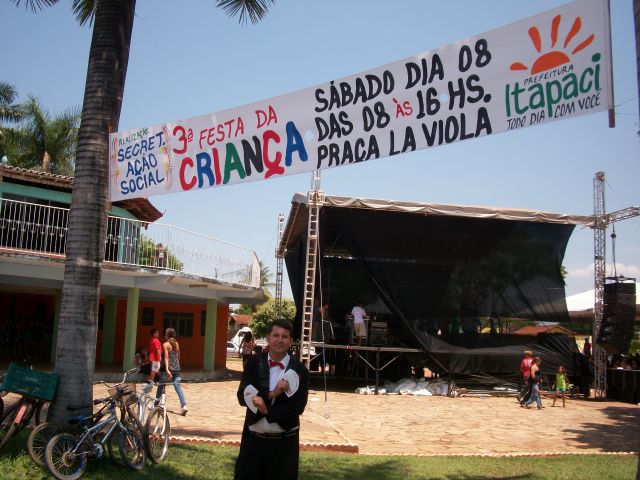 REALIZAÇÃO
SECRET.
AÇÃO
SOCIAL
3ª FESTA DA
CRIANÇA
SÁBADO DIA 08
DAS 08 ÀS 16 HS.
PRAÇA LA VIOLA
PREFEITURA
Itapaci
TODO DIA COM VOCÊ